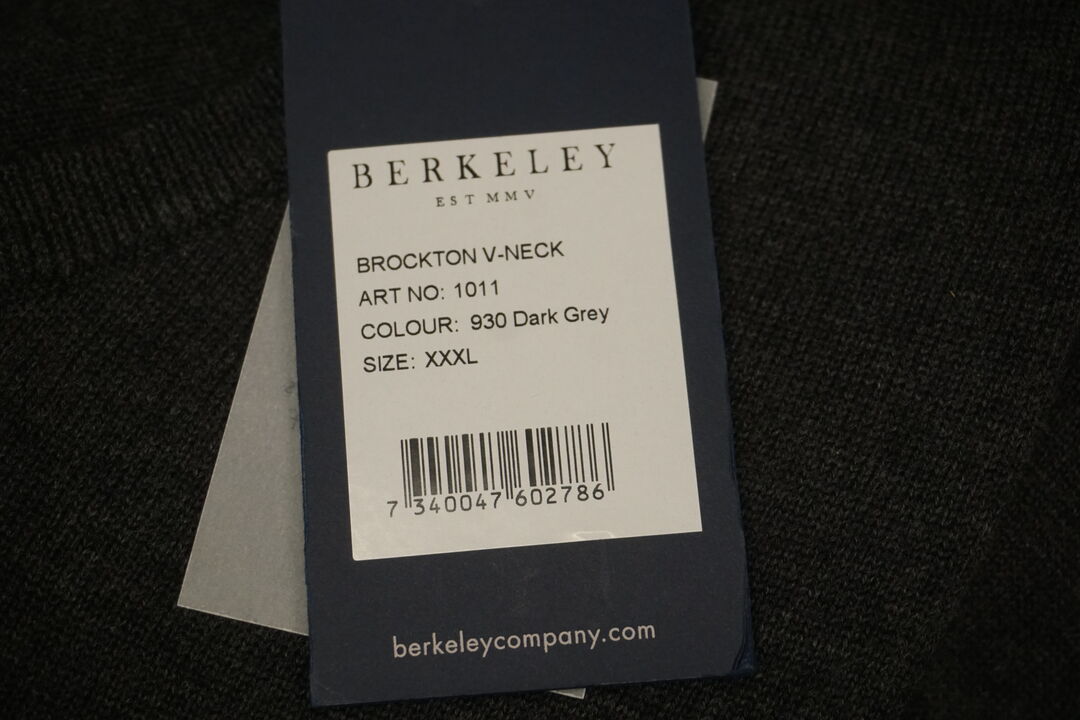 BERKELEY
EST MMV
BROCKTON V-NECK
ART NO: 1011
COLOUR: 930 Dark Grey
SIZE: XXXL
7 340047 602786
berkeleycompany.com